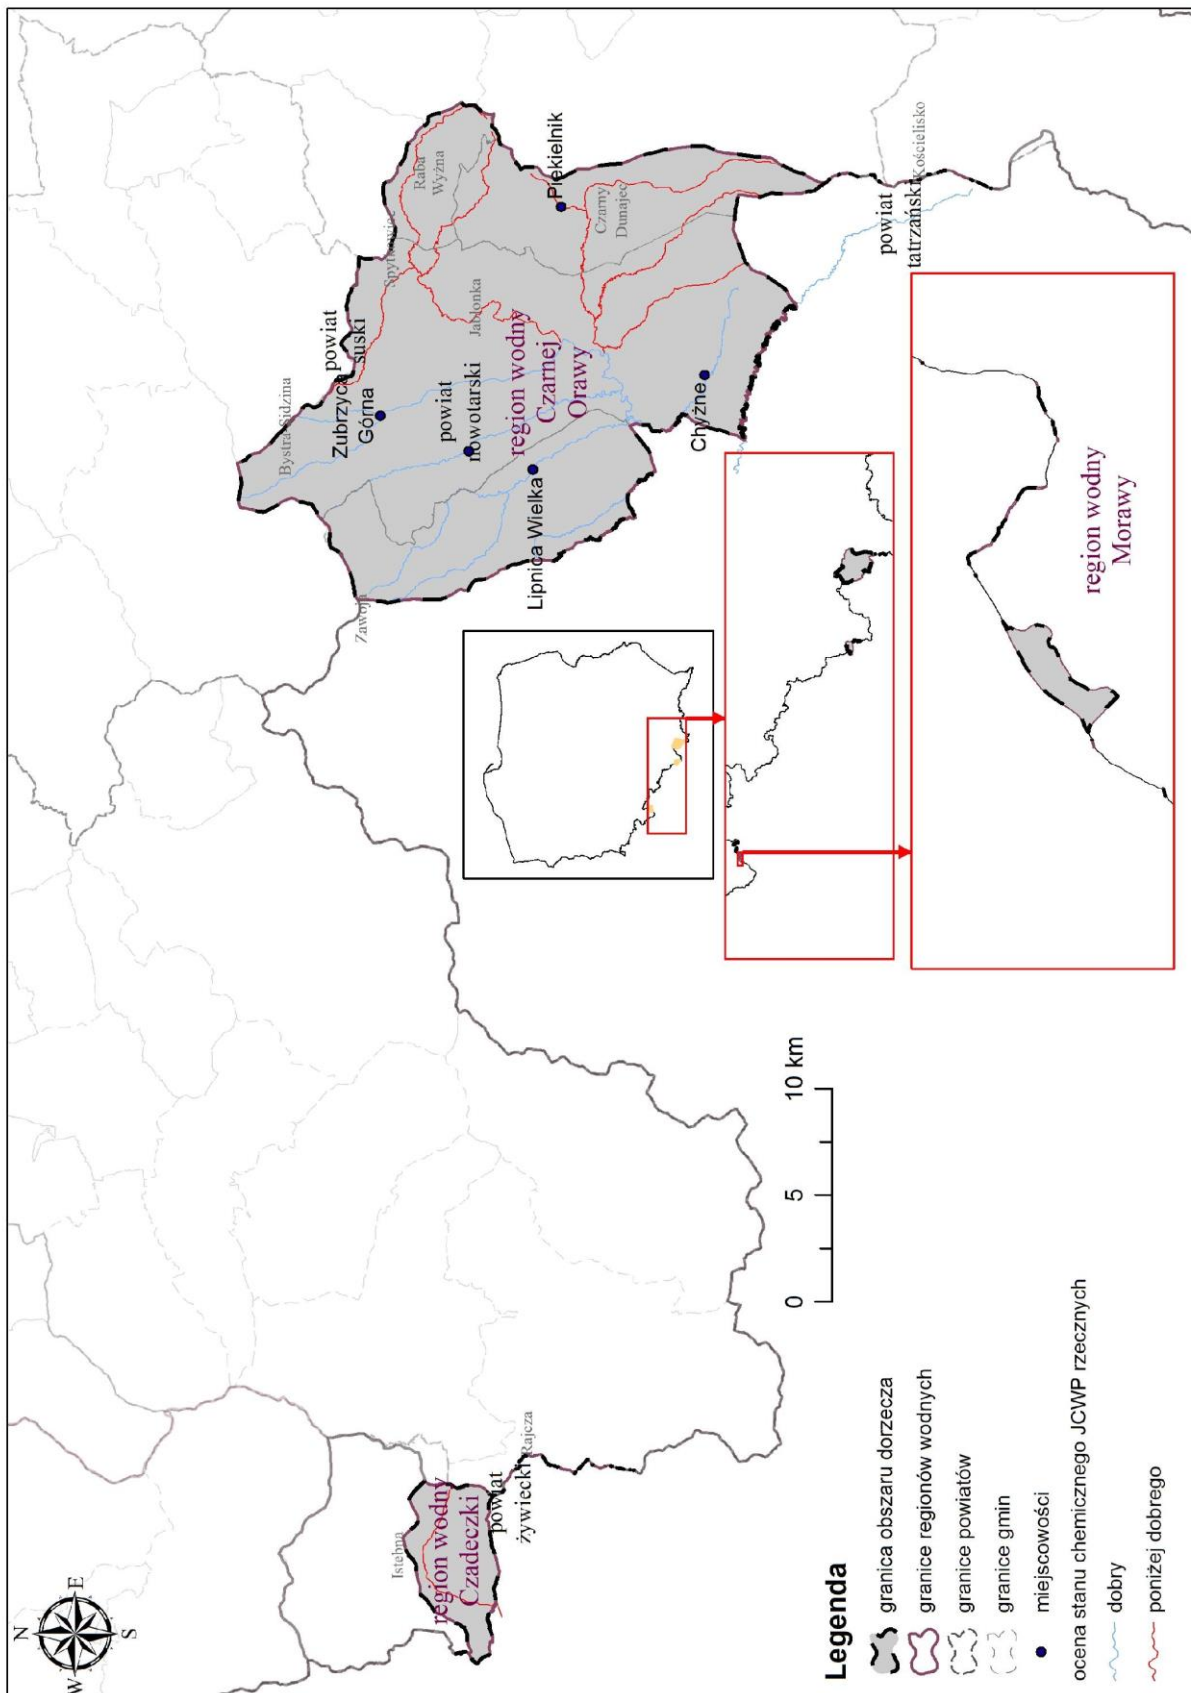 N
W
E
S
Istebna
region wodny
Czadeczki
powiat
żywiecki
Rajcza
Zawoja
Bystra-Sidzina
Zubrzyca
Górna
powiat
suski
Spytkowice
Raba
Wyżna
powiat
nowotarski
Jabłonka
Lipnica Wielka
region wodny
Czarnej
Orawy
Piekielnik
Czarny
Dunajec
Chyżne
powiat
tatrzański
Kościelisko
region wodny
Morawy
0
5
10 km
Legenda
granica obszaru dorzecza
granice regionów wodnych
granice powiatów
granice gmin
miejscowości
ocena stanu chemicznego JCWP rzecznych
dobry
poniżej dobrego